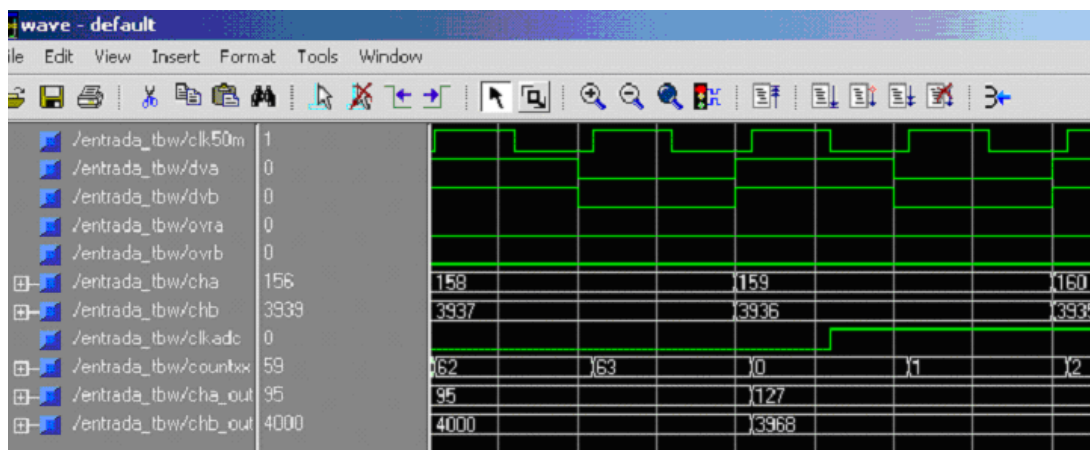 wave - default
ile Edit View Insert Format Tools Window
/entrada_tbw/clk50m 1
/entrada_tbw/dva 0
/entrada_tbw/dvb 0
/entrada_tbw/ovra 0
/entrada_tbw/ovrb 0
/entrada_tbw/cha 156 158 159 160
/entrada_tbw/chb 3939 3937 3936 3935
/entrada_tbw/clkadc 0
/entrada_tbw/countxx 59 62 63 0 1 2
/entrada_tbw/cha_out 95 95 127
/entrada_tbw/chb_out 4000 4000 3968